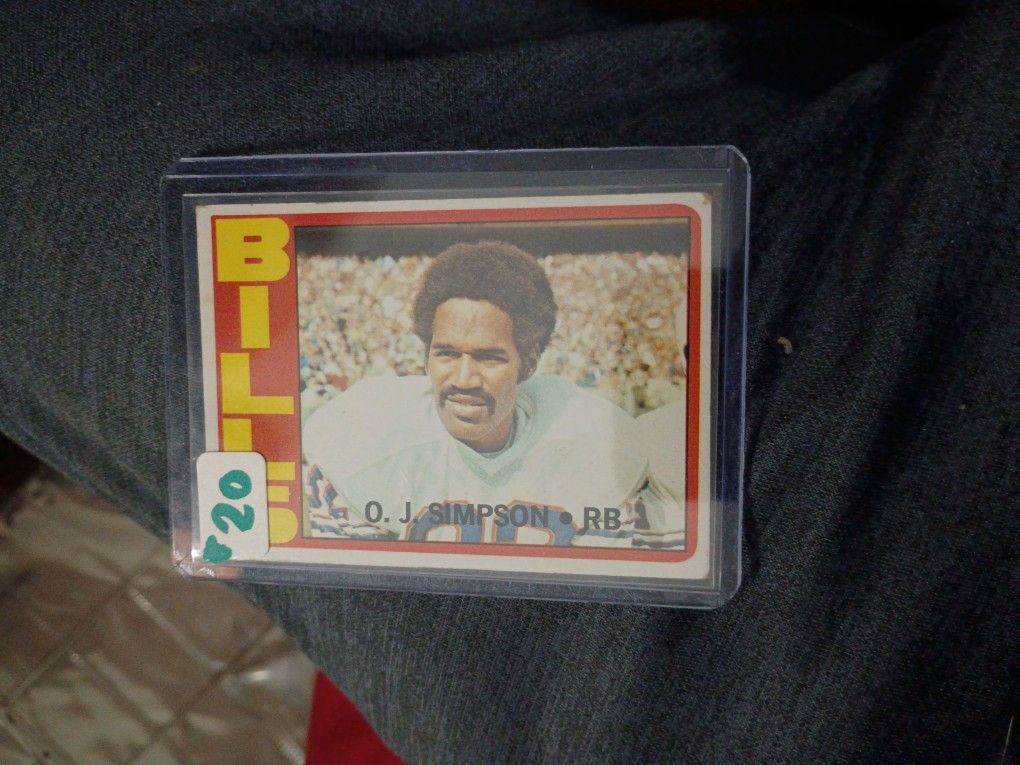 BILLS
O. J. SIMPSON • RB
$20